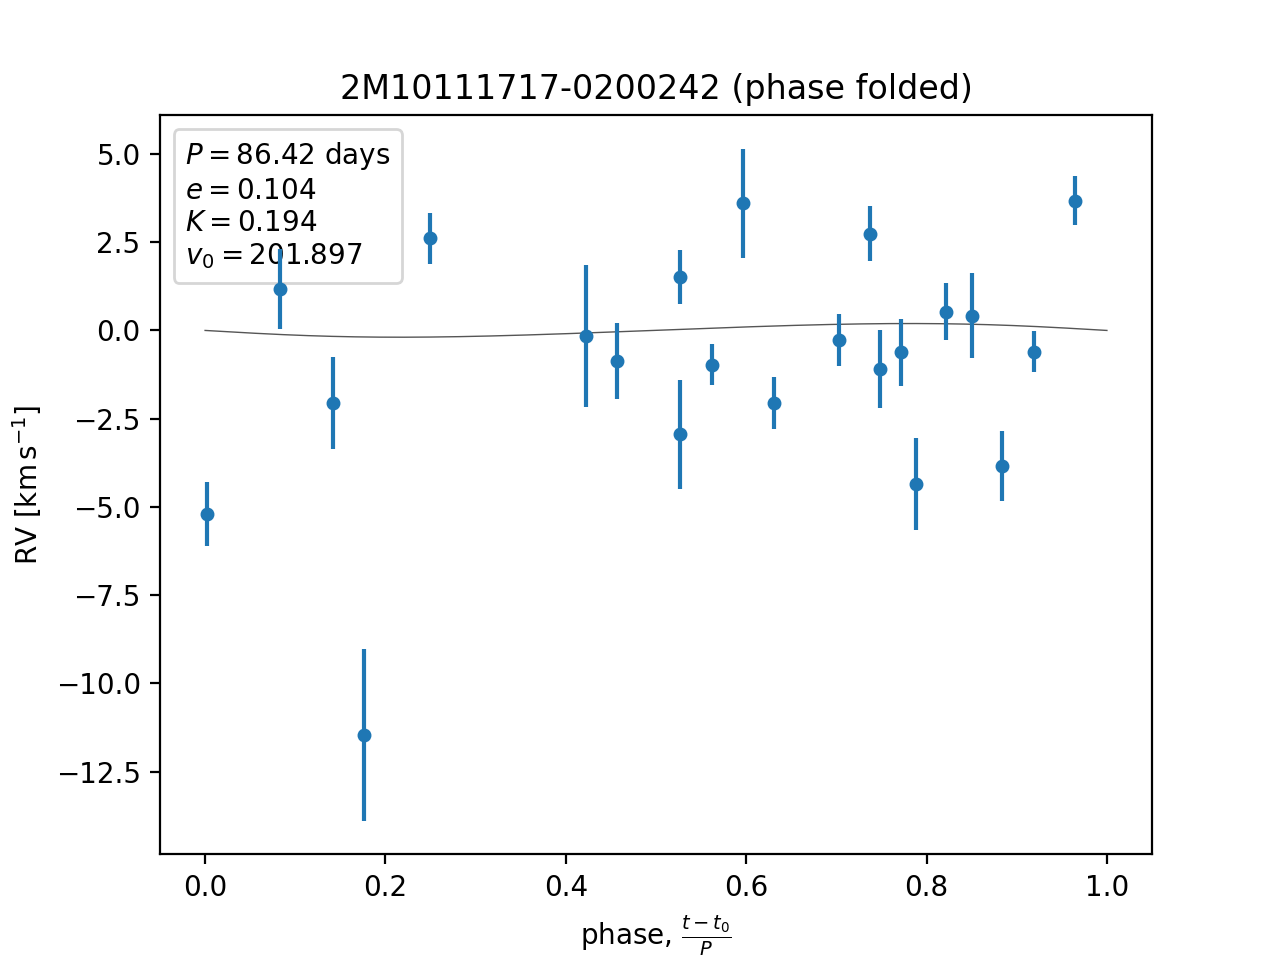 2M10111717-0200242 (phase folded)
P = 86.42 days
e = 0.104
K = 0.194
v₀ = 201.897
5.0
2.5
0.0
−2.5
−5.0
−7.5
−10.0
−12.5
RV [km s⁻¹]
0.0 0.2 0.4 0.6 0.8 1.0
phase, (t − t₀)/P